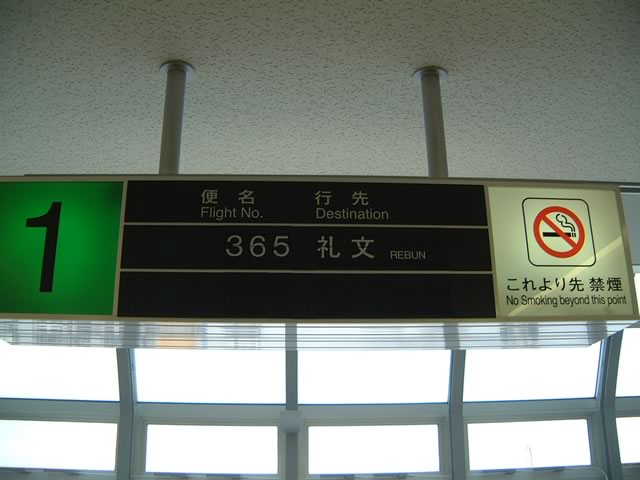 1
便名 行先
Flight No. Destination
365 礼文 REBUN
これより先 禁煙
No Smoking beyond this point